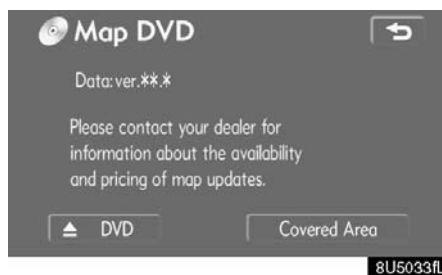 Map DVD
Data:ver.**.*
Please contact your dealer for
information about the availability
and pricing of map updates.
DVD
Covered Area
8U5033fL